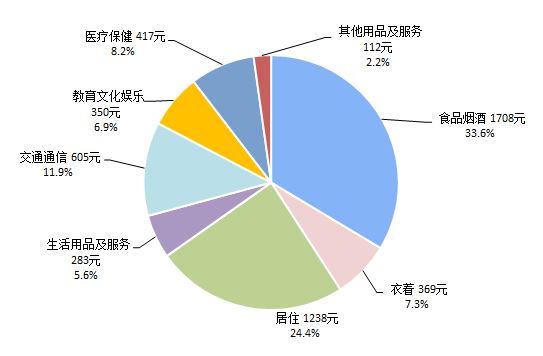 其他用品及服务
112元
2.2%
食品烟酒 1708元
33.6%
衣着 369元
7.3%
居住 1238元
24.4%
生活用品及服务
283元
5.6%
交通通信 605元
11.9%
教育文化娱乐
350元
6.9%
医疗保健 417元
8.2%